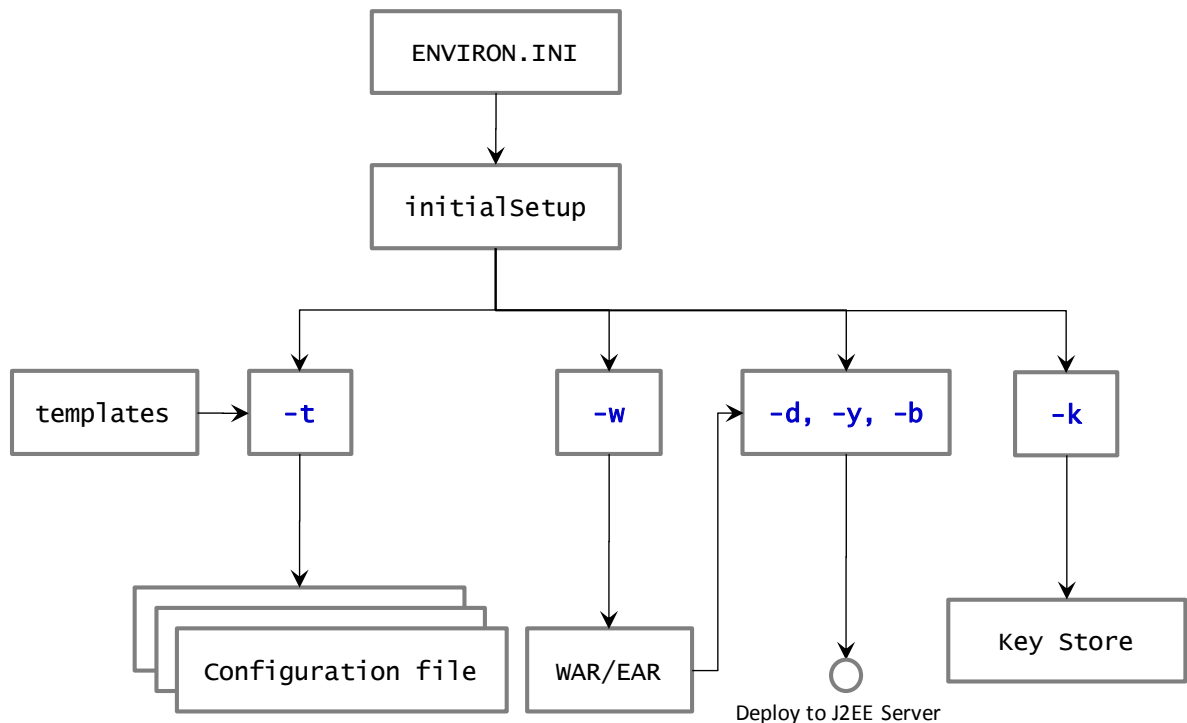 ENVIRON.INI
initialSetup
templates
-t
-w
-d, -y, -b
-k
Configuration file
WAR/EAR
Key Store
Deploy to J2EE Server